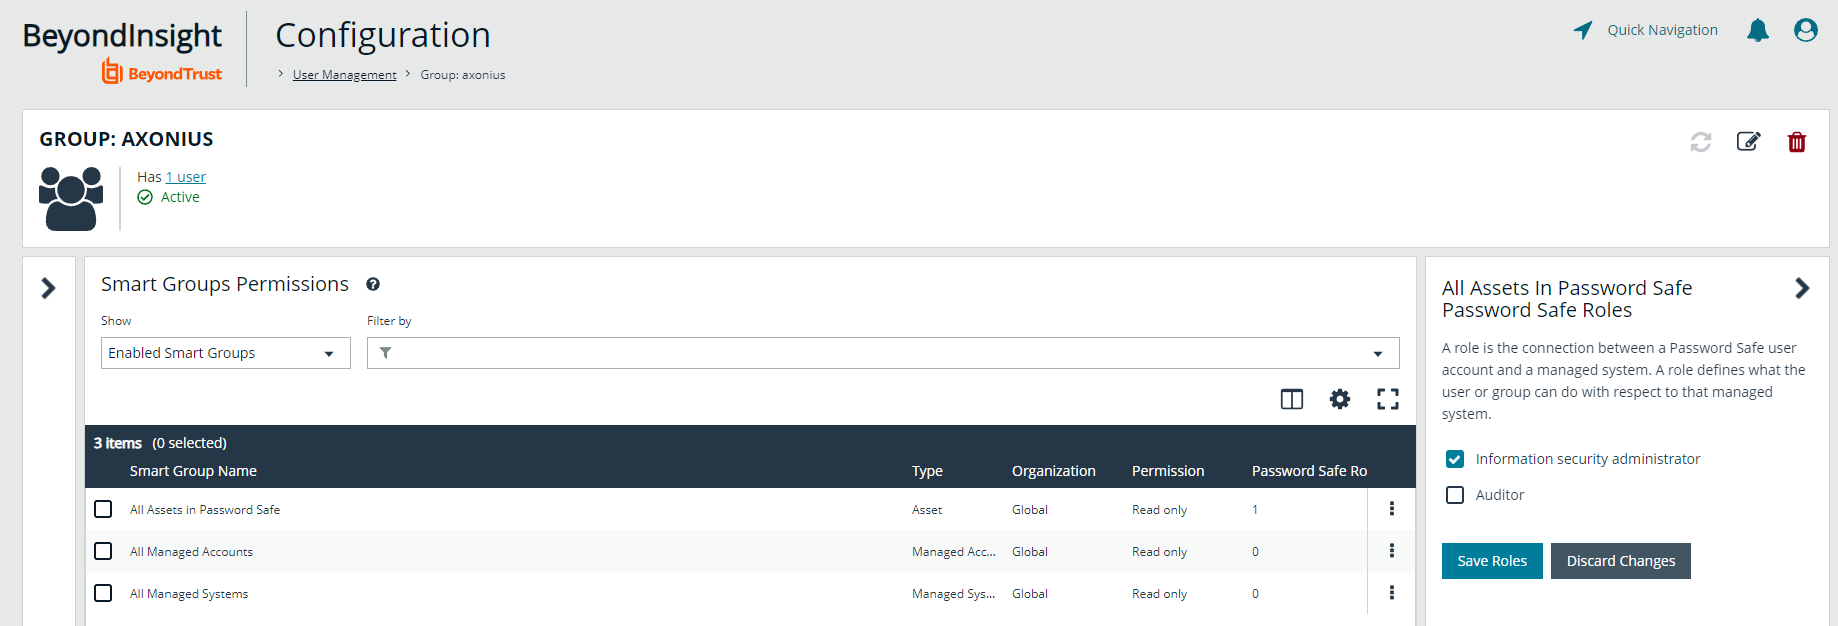 BeyondInsight
BeyondTrust
Configuration
User Management
Group: axonius
Quick Navigation
GROUP: AXONIUS
Has 1 user
Active
Smart Groups Permissions
Show
Filter by
Enabled Smart Groups
3 items (0 selected)
Smart Group Name Type Organization Permission Password Safe Ro
All Assets in Password Safe Asset Global Read only 1
All Managed Accounts Managed Acc... Global Read only 0
All Managed Systems Managed Sys... Global Read only 0
All Assets In Password Safe
Password Safe Roles
A role is the connection between a Password Safe user
account and a managed system. A role defines what the
user or group can do with respect to that managed
system.
Information security administrator
Auditor
Save Roles
Discard Changes